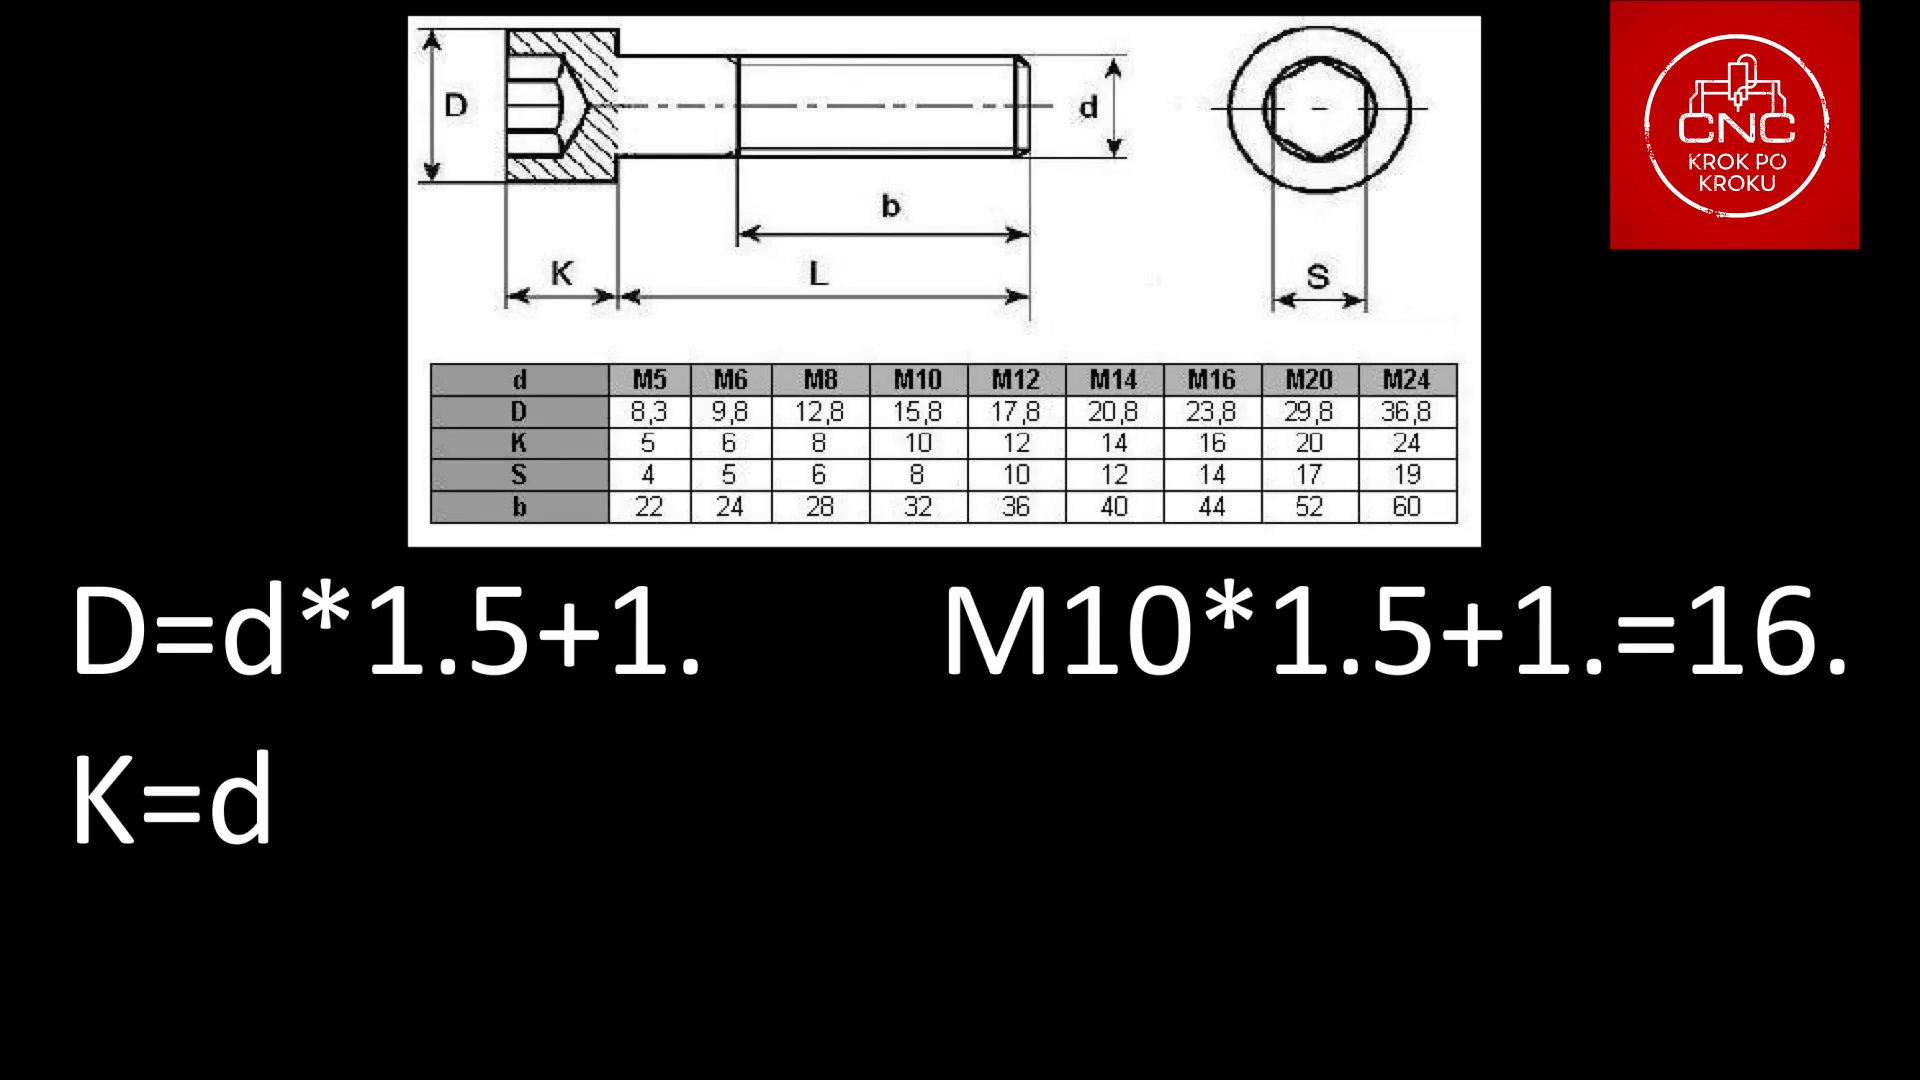 D
d
b
K
L
S
CNC
KROK PO
KROKU
d M5 M6 M8 M10 M12 M14 M16 M20 M24
D 8,3 9,8 12,8 15,8 17,8 20,8 23,8 29,8 36,8
K 5 6 8 10 12 14 16 20 24
S 4 5 6 8 10 12 14 17 19
b 22 24 28 32 36 40 44 52 60
D=d*1.5+1. M10*1.5+1.=16.
K=d